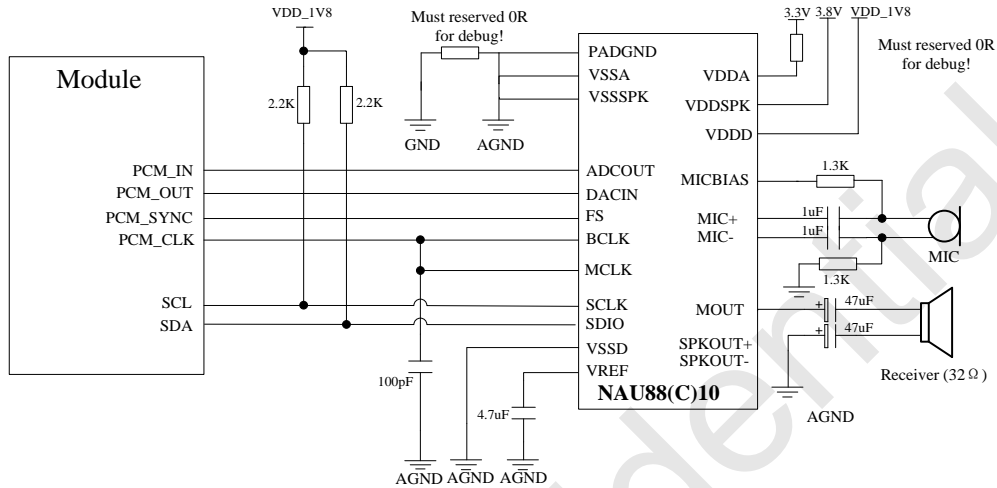 VDD_1V8
Must reserved 0R
for debug!
3.3V 3.8V VDD_1V8
Must reserved 0R
for debug!
Module
2.2K
2.2K
GND
AGND
PADGND
VSSA
VSSSPK
VDDA
VDDSPK
VDDD
PCM_IN
ADCOUT
MICBIAS
1.3K
PCM_OUT
DACIN
PCM_SYNC
FS
MIC+
1uF
PCM_CLK
BCLK
MIC-
1uF
MIC
MCLK
1.3K
SCL
SCLK
MOUT
+
47uF
SDA
SDIO
+
47uF
VSSD
SPKOUT+
SPKOUT-
100pF
VREF
Receiver (32Ω)
4.7uF
NAU88(C)10
AGND
AGND
AGND
AGND
idential